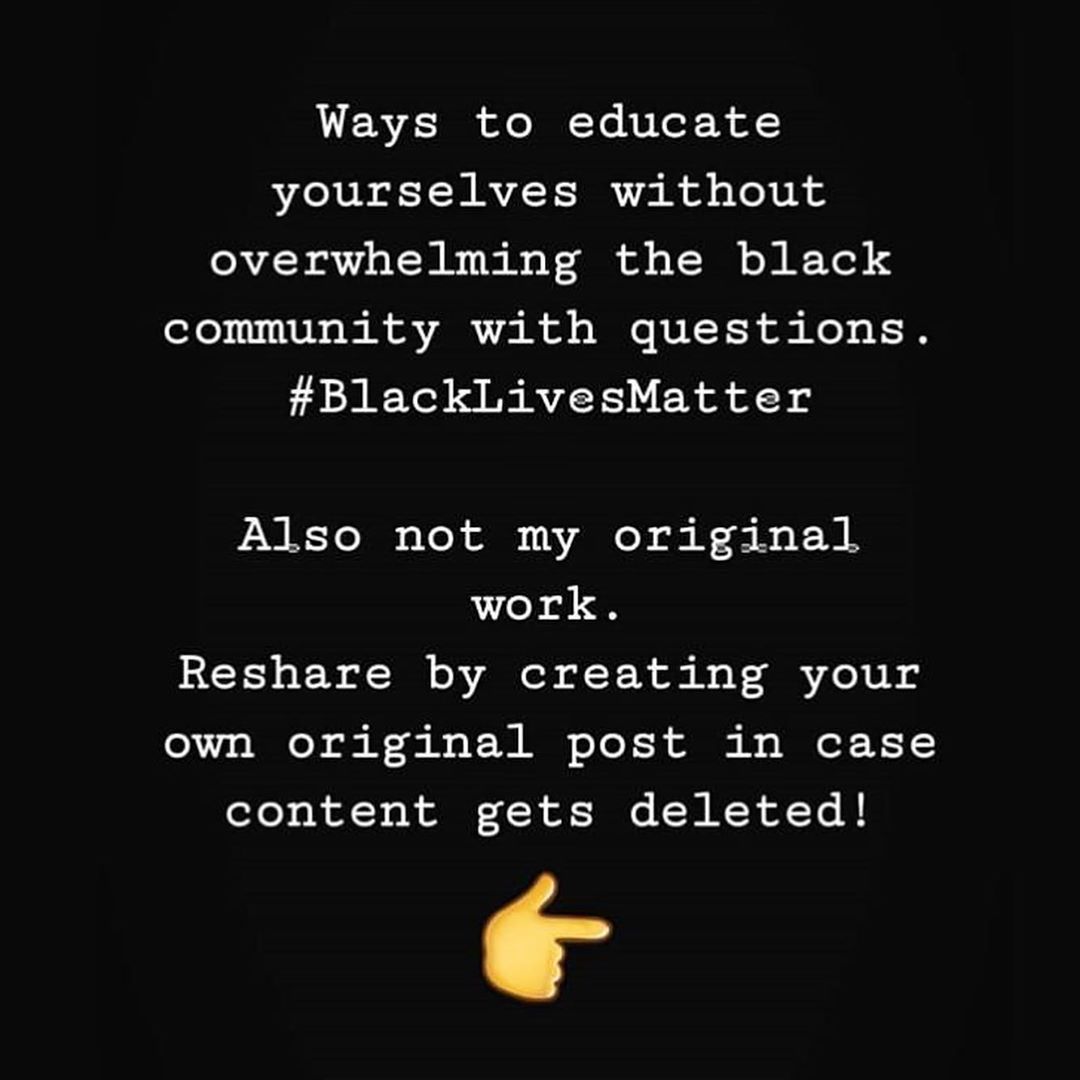 Ways to educate
yourselves without
overwhelming the black
community with questions.
#BlackLivesMatter
Also not my original
work.
Reshare by creating your
own original post in case
content gets deleted!